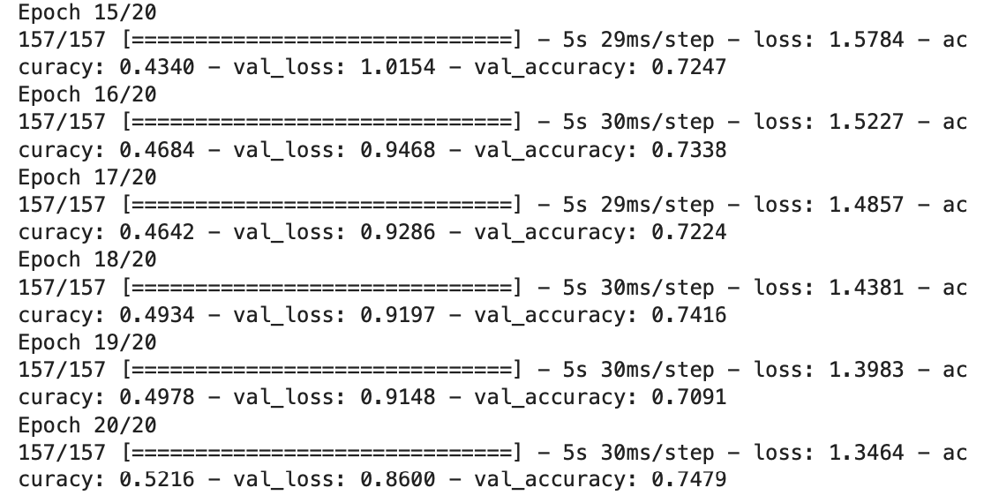 Epoch 15/20
157/157 [==============================] – 5s 29ms/step – loss: 1.5784 – ac
curacy: 0.4340 – val_loss: 1.0154 – val_accuracy: 0.7247
Epoch 16/20
157/157 [==============================] – 5s 30ms/step – loss: 1.5227 – ac
curacy: 0.4684 – val_loss: 0.9468 – val_accuracy: 0.7338
Epoch 17/20
157/157 [==============================] – 5s 29ms/step – loss: 1.4857 – ac
curacy: 0.4642 – val_loss: 0.9286 – val_accuracy: 0.7224
Epoch 18/20
157/157 [==============================] – 5s 30ms/step – loss: 1.4381 – ac
curacy: 0.4934 – val_loss: 0.9197 – val_accuracy: 0.7416
Epoch 19/20
157/157 [==============================] – 5s 30ms/step – loss: 1.3983 – ac
curacy: 0.4978 – val_loss: 0.9148 – val_accuracy: 0.7091
Epoch 20/20
157/157 [==============================] – 5s 30ms/step – loss: 1.3464 – ac
curacy: 0.5216 – val_loss: 0.8600 – val_accuracy: 0.7479